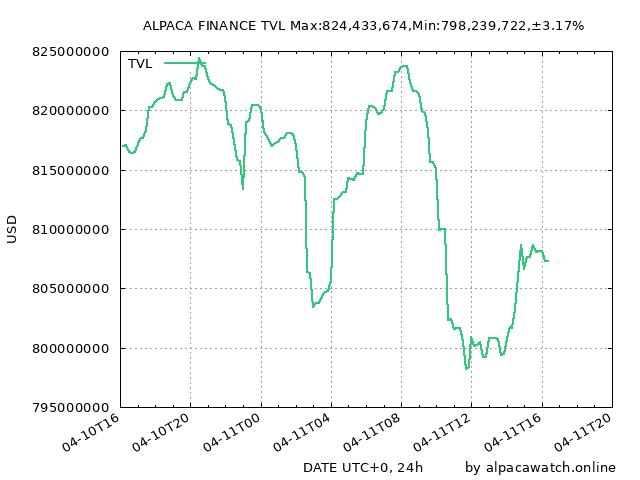 ALPACA FINANCE TVL Max:824,433,674,Min:798,239,722,±3.17%
825000000
TVL
820000000
815000000
810000000
805000000
800000000
795000000
USD
04-10T16
04-10T20
04-11T00
04-11T04
04-11T08
04-11T12
04-11T16
04-11T20
DATE UTC+0, 24h
by alpacawatch.online